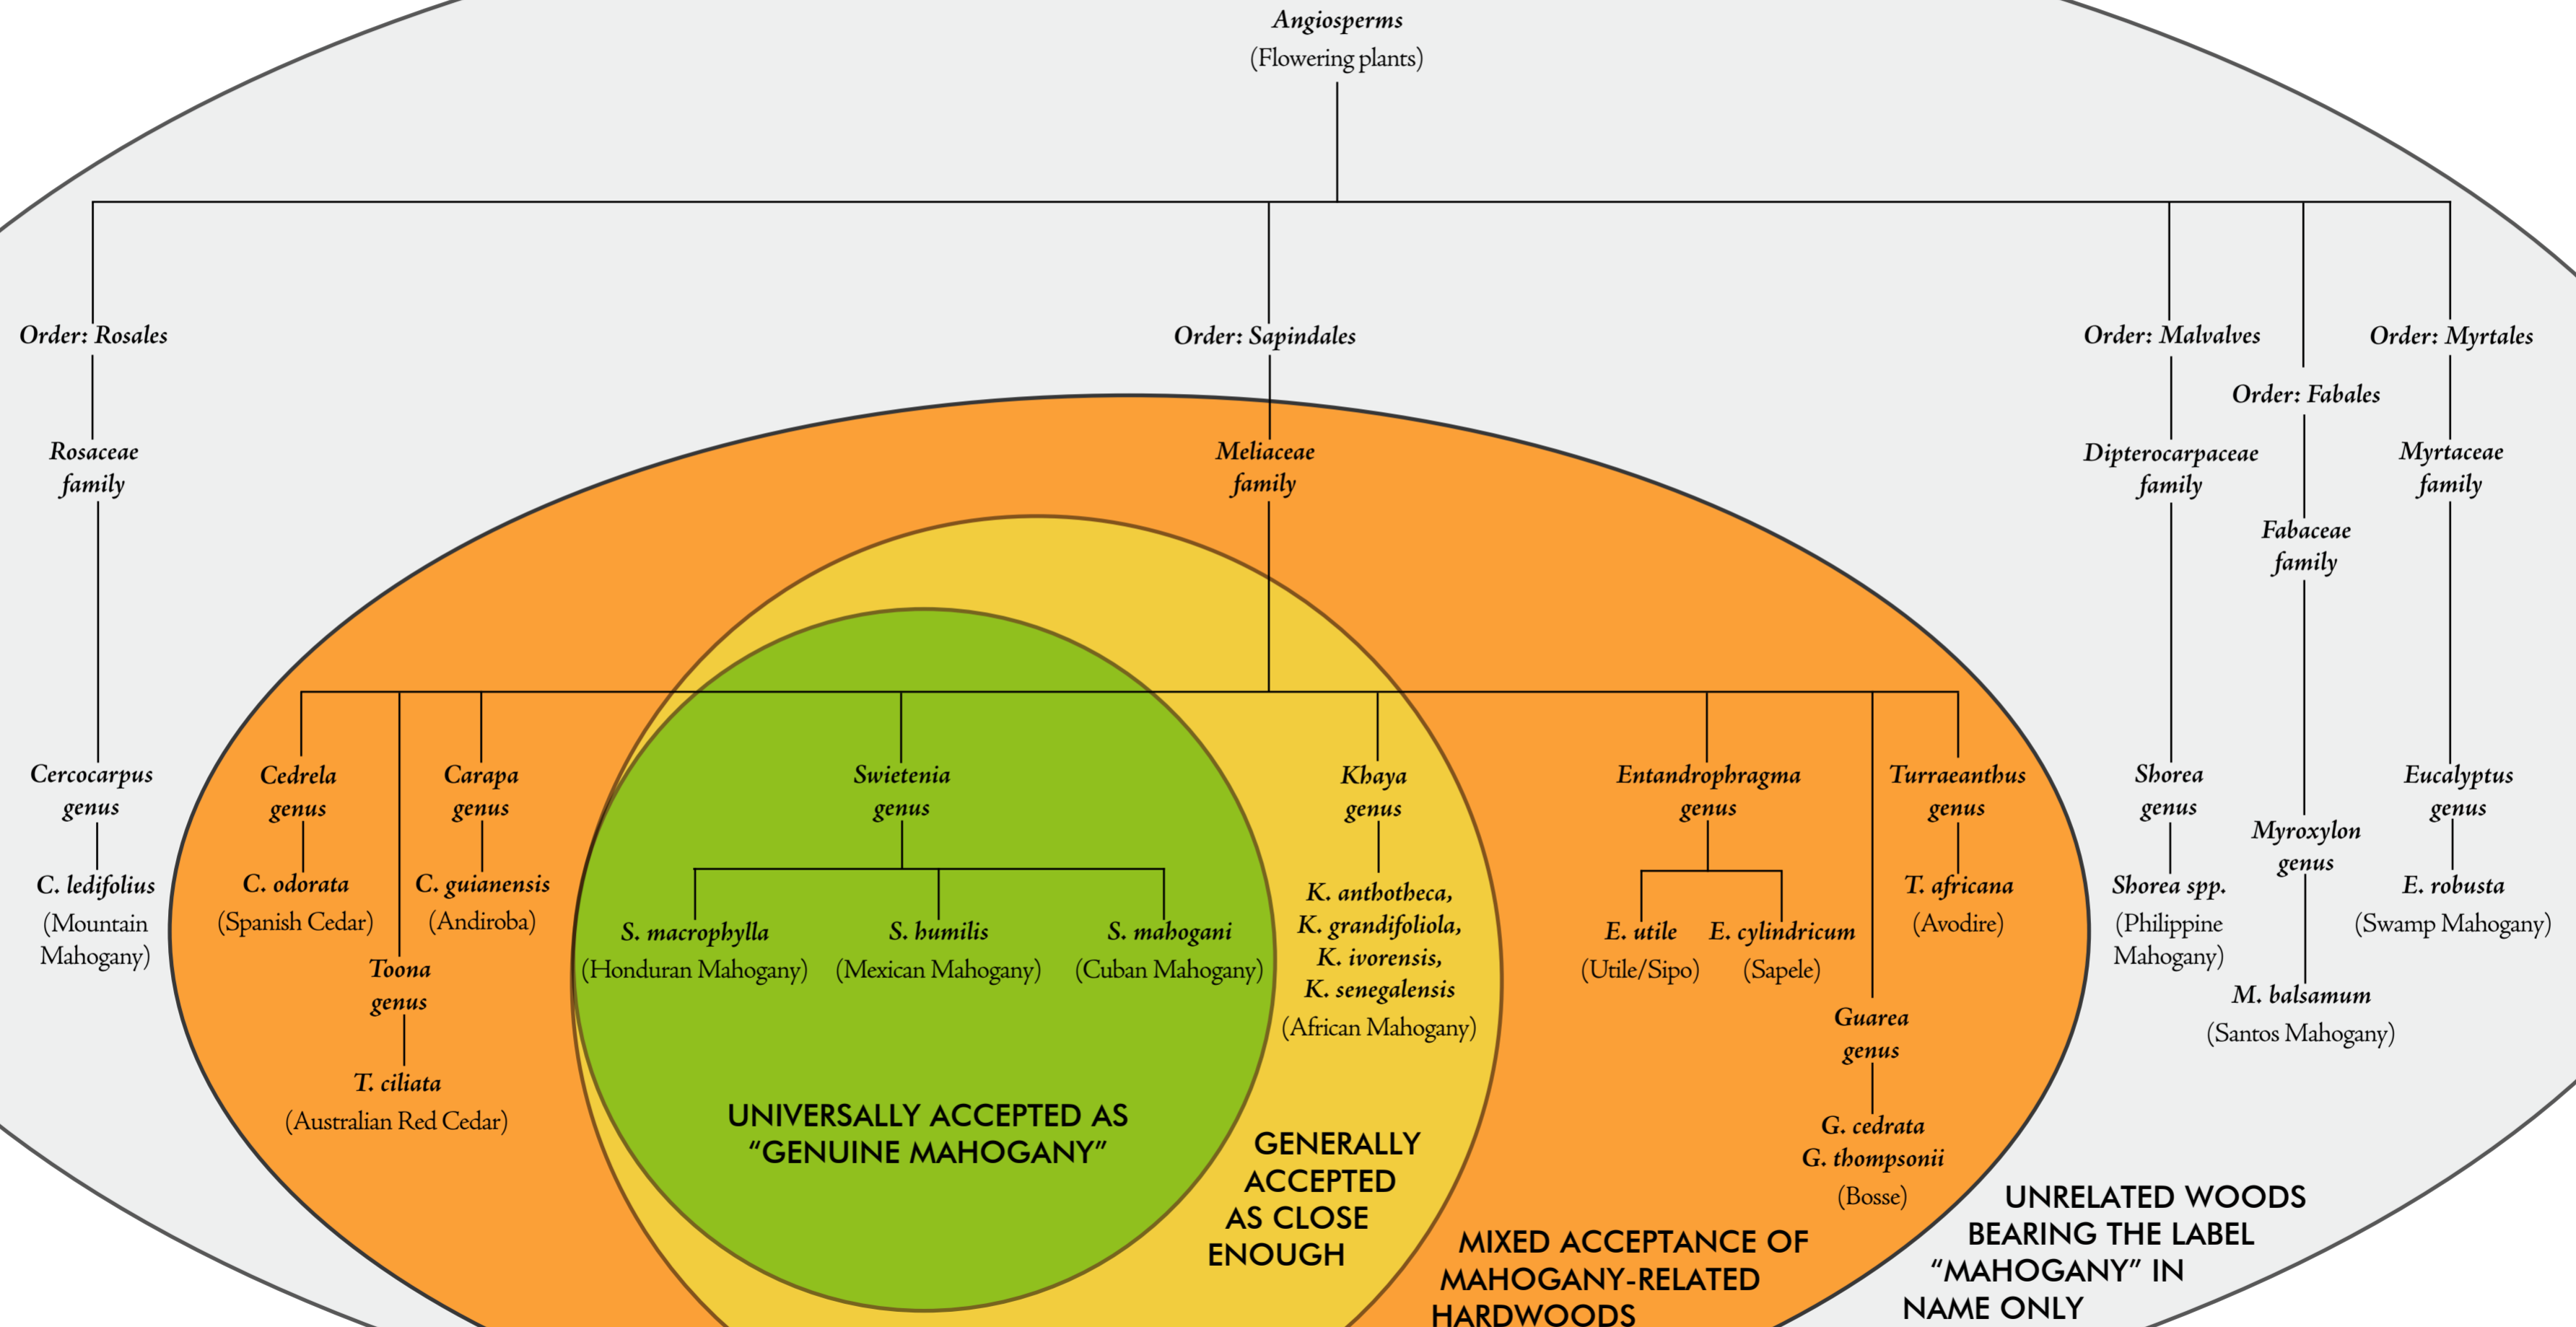 Angiosperms
(Flowering plants)
Order: Rosales
Order: Sapindales
Order: Malvalves
Order: Myrtales
Order: Fabales
Rosaceae
family
Meliaceae
family
Dipterocarpaceae
family
Myrtaceae
family
Fabaceae
family
Cercocarpus
genus
C. ledifolius
(Mountain
Mahogany)
Cedrela
genus
C. odorata
(Spanish Cedar)
Toona
genus
T. ciliata
(Australian Red Cedar)
Carapa
genus
C. guianensis
(Andiroba)
Swietenia
genus
S. macrophylla
(Honduran Mahogany)
S. humilis
(Mexican Mahogany)
S. mahogani
(Cuban Mahogany)
Khaya
genus
K. anthotheca,
K. grandifoliola,
K. ivorensis,
K. senegalensis
(African Mahogany)
Entandrophragma
genus
E. utile
(Utile/Sipo)
E. cylindricum
(Sapele)
Guarea
genus
G. cedrata
G. thompsonii
(Bosse)
Turraeanthus
genus
T. africana
(Avodire)
Shorea
genus
Shorea spp.
(Philippine
Mahogany)
Myroxylon
genus
M. balsamum
(Santos Mahogany)
Eucalyptus
genus
E. robusta
(Swamp Mahogany)
UNIVERSALLY ACCEPTED AS
“GENUINE MAHOGANY”
GENERALLY
ACCEPTED
AS CLOSE
ENOUGH
MIXED ACCEPTANCE OF
MAHOGANY-RELATED
HARDWOODS
UNRELATED WOODS
BEARING THE LABEL
“MAHOGANY” IN
NAME ONLY